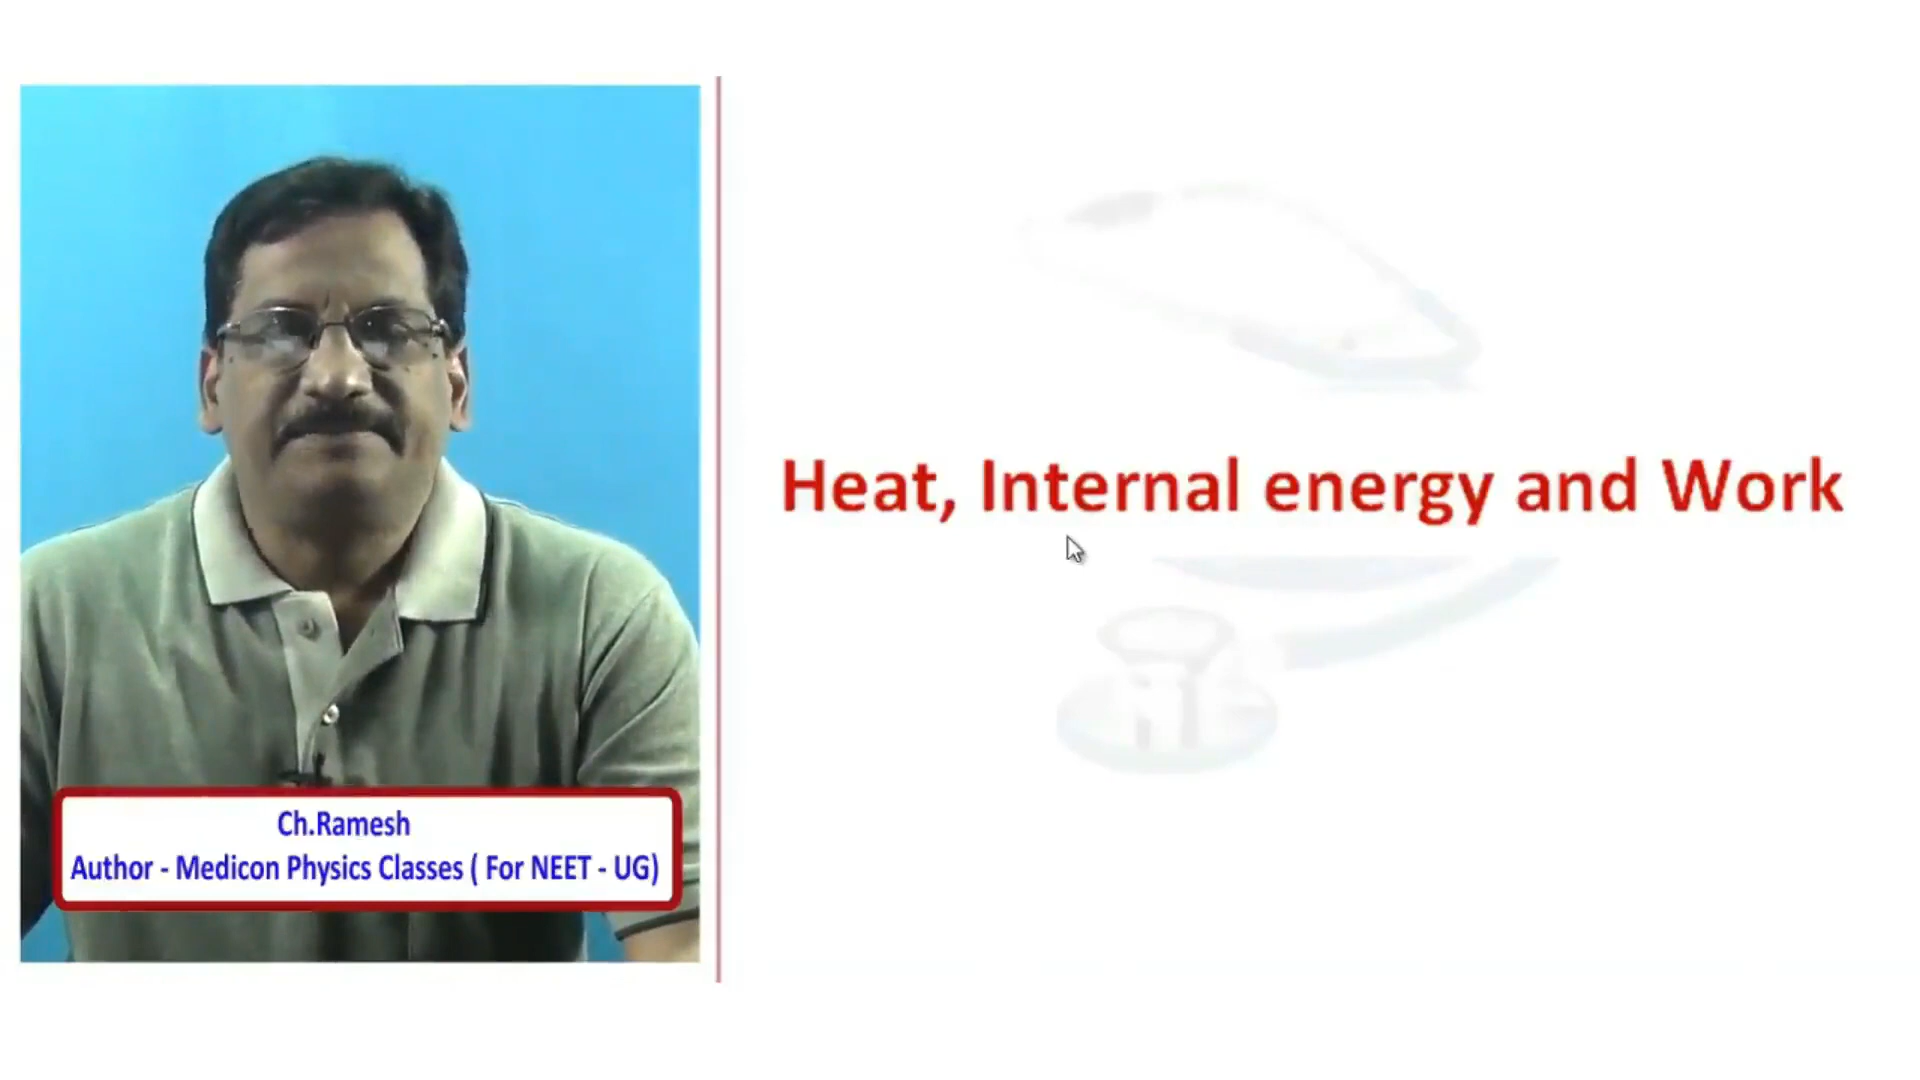 Heat, Internal energy and Work
Ch.Ramesh
Author - Medicon Physics Classes ( For NEET - UG)